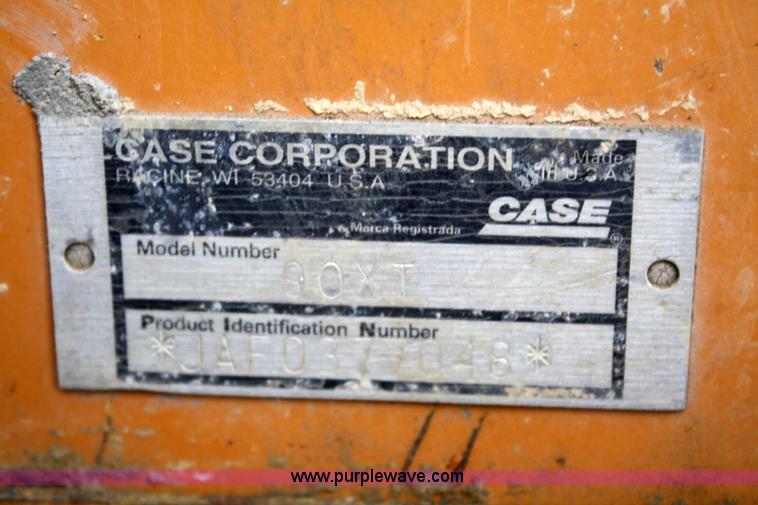 CASE CORPORATION
RACINE, WI 53404 U.S.A.
Made
in U.S.A.
CASE
®
Marca Registrada
Model Number
90XT
Product Identification Number
*JAF0377048*
www.purplewave.com